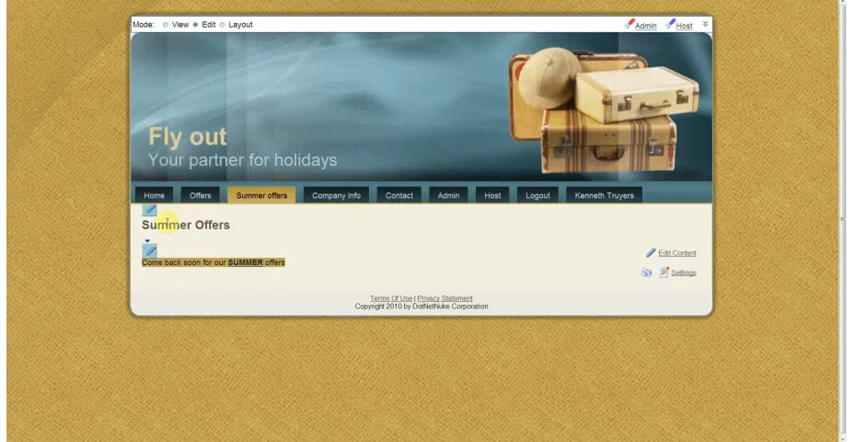 Mode: View Edit Layout Admin Host
Fly out
Your partner for holidays
Home Offers Summer offers Company Info Contact Admin Host Logout Kenneth Truyers
Summer Offers
Edit Content
Come back soon for our SUMMER offers
Settings
Terms Of Use | Privacy Statement
Copyright 2010 by DotNetNuke Corporation